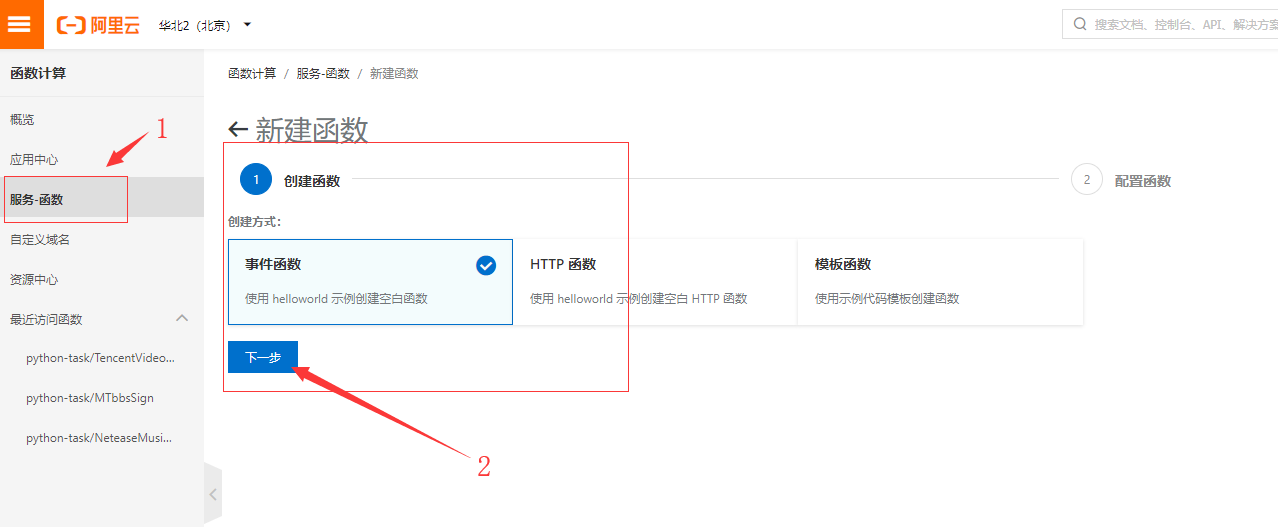 阿里云
华北2（北京）
搜索文档、控制台、API、解决方案
函数计算
概览
应用中心
服务-函数
自定义域名
资源中心
最近访问函数
python-task/TencentVideo...
python-task/MTbbsSign
python-task/NeteaseMusi...
1
函数计算 / 服务-函数 / 新建函数
新建函数
1 创建函数
2 配置函数
创建方式:
事件函数
使用 helloworld 示例创建空白函数
HTTP 函数
使用 helloworld 示例创建空白 HTTP 函数
模板函数
使用示例代码模板创建函数
下一步
2